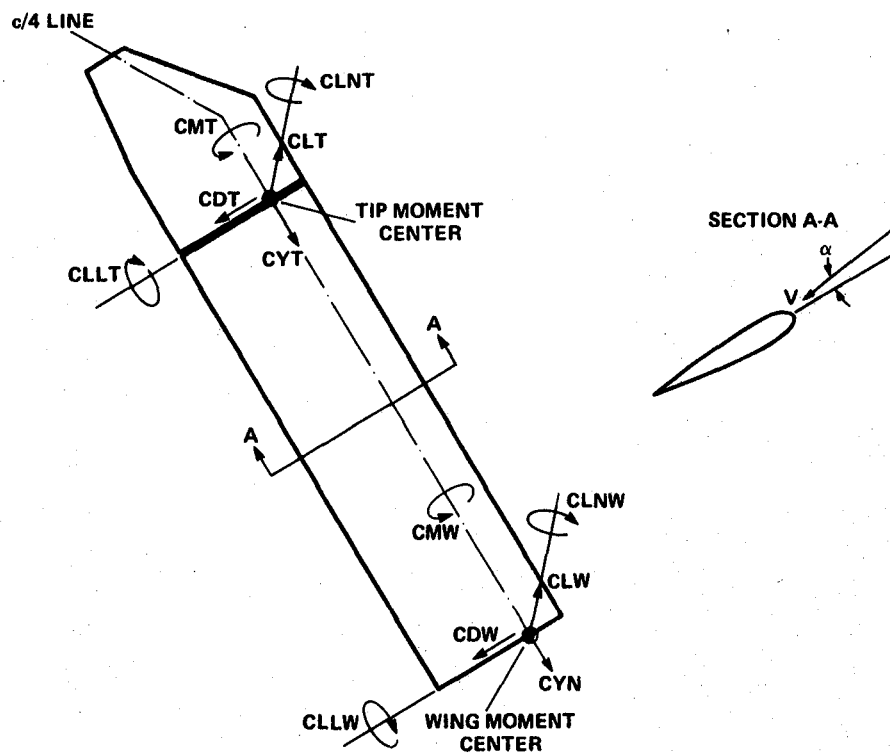 c/4 LINE
CLNT
CMT
CLT
CDT
TIP MOMENT
CENTER
CYT
CLLT
SECTION A-A
α
V
A
A
CLNW
CMW
CLW
CDW
CYN
CLLW
WING MOMENT
CENTER